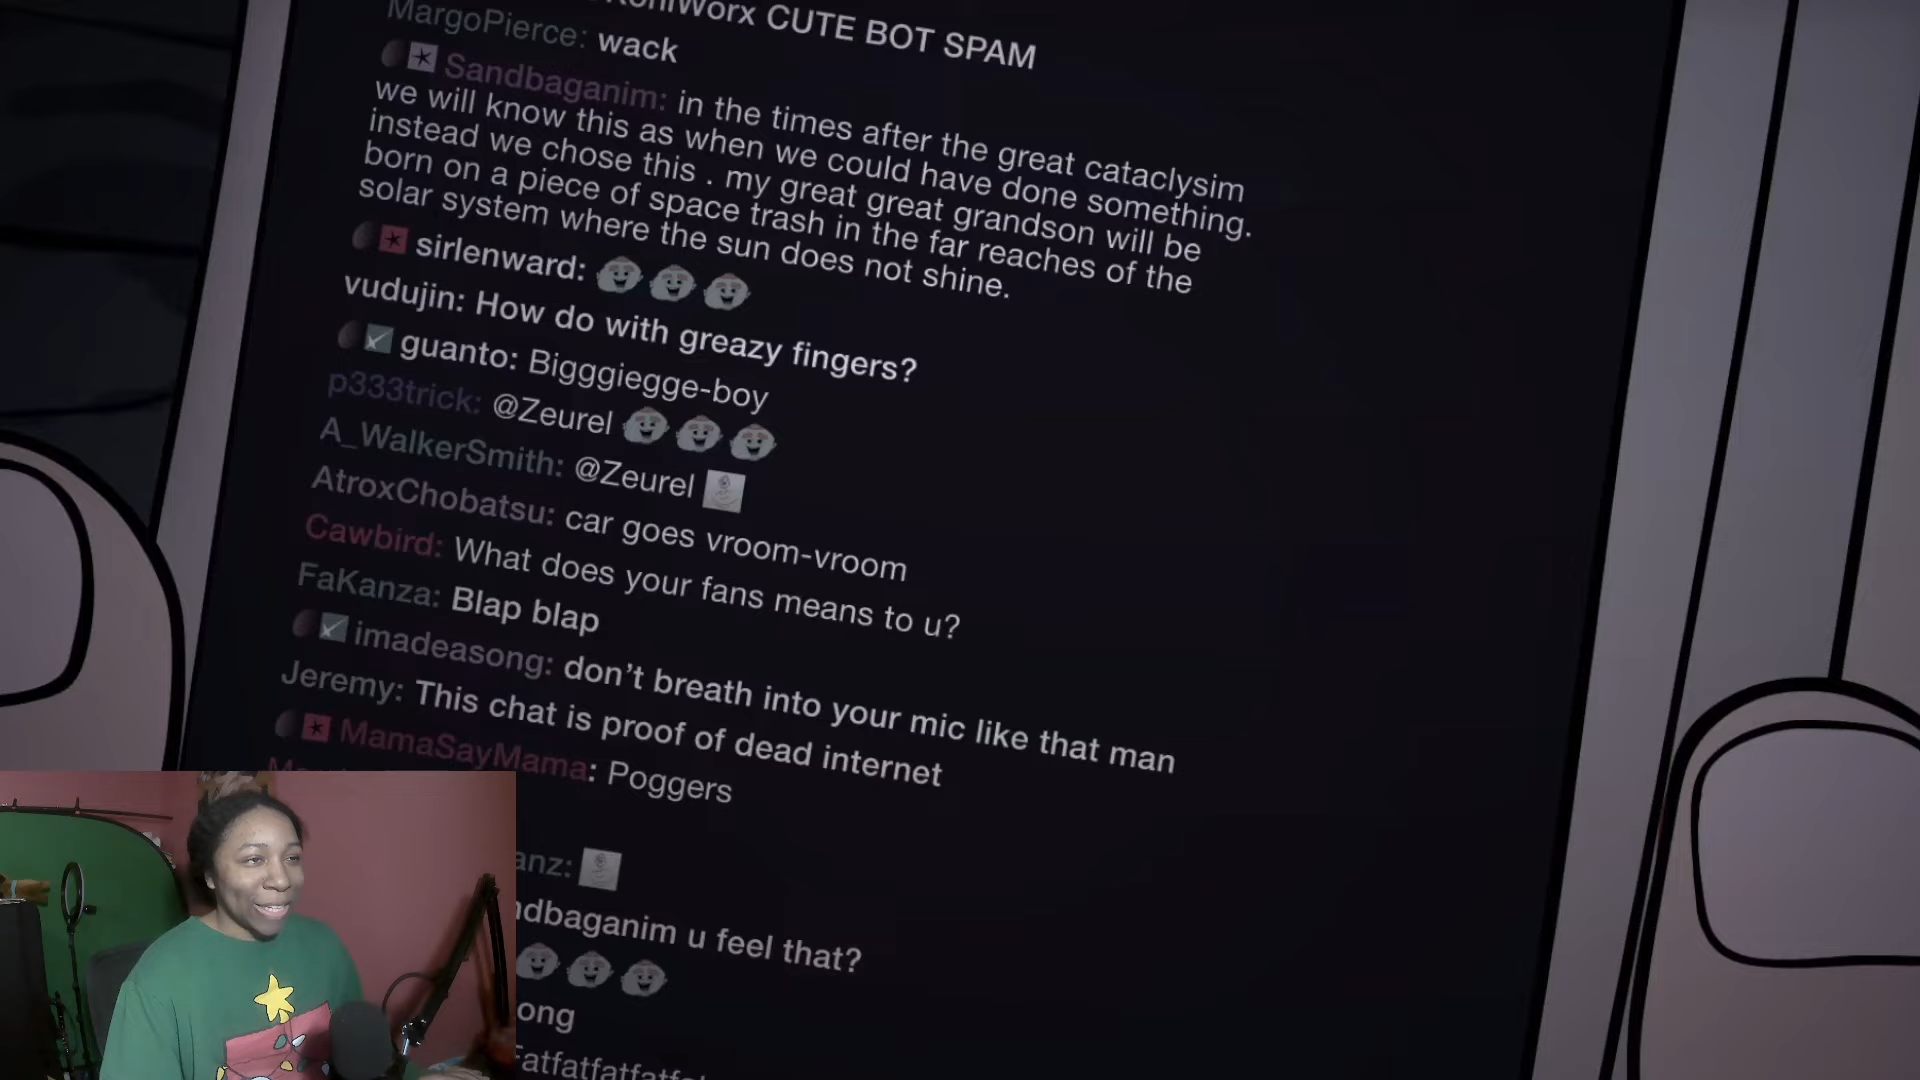 CUTE BOT SPAM
MargoPierce: wack
Sandbaganim: in the times after the great cataclysim
we will know this as when we could have done something.
instead we chose this . my great great grandson will be
born on a piece of space trash in the far reaches of the
solar system where the sun does not shine.
sirlenward:
vudujin: How do with greazy fingers?
guanto: Bigggiegge-boy
p333trick: @Zeurel
A_WalkerSmith: @Zeurel
AtroxChobatsu: car goes vroom-vroom
Cawbird: What does your fans means to u?
FaKanza: Blap blap
imadeasong: don't breath into your mic like that man
Jeremy: This chat is proof of dead internet
MamaSayMama: Poggers
anz:
ndbaganim u feel that?
ong